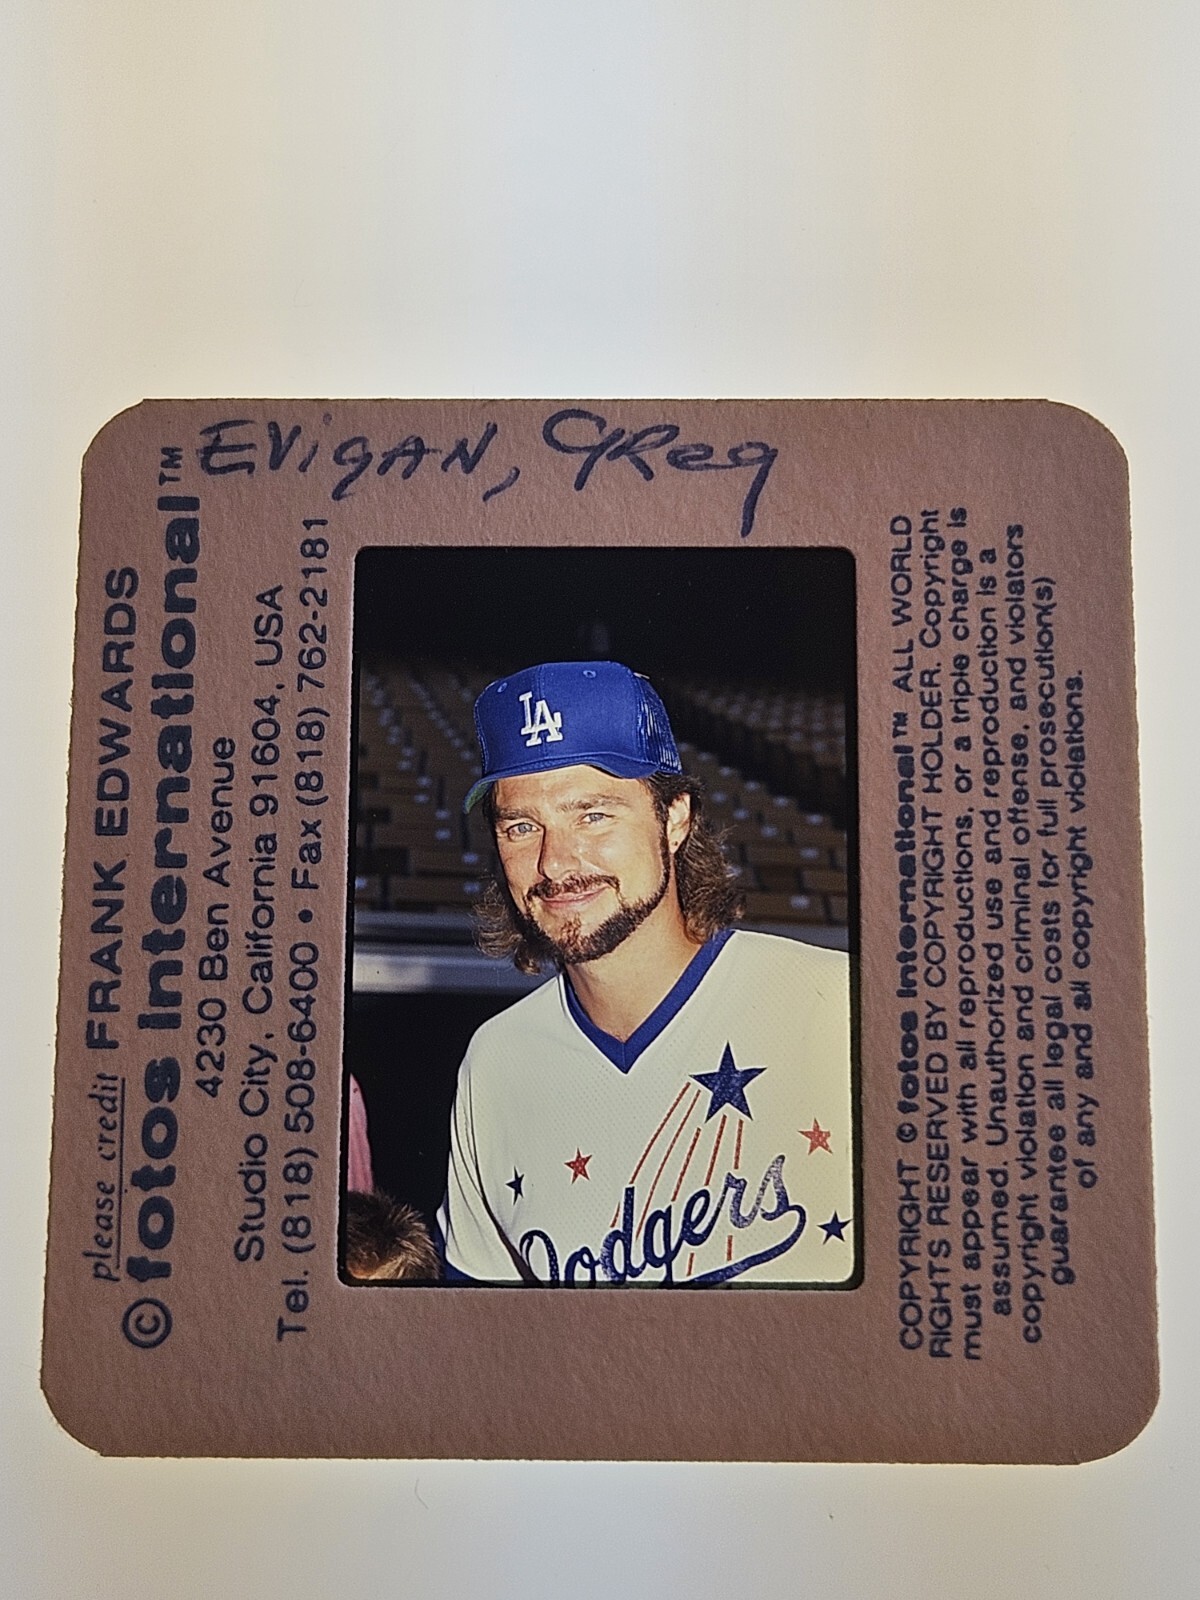 EVigAN, GReg
please credit FRANK EDWARDS
© fotos International™
4230 Ben Avenue
Studio City, California 91604, USA
Tel. (818) 508-6400 • Fax (818) 762-2181
LA
Dodgers
COPYRIGHT © fotos International™ ALL WORLD
RIGHTS RESERVED BY COPYRIGHT HOLDER. Copyright
must appear with all reproductions, or a triple charge is
assumed. Unauthorized use and reproduction is a
copyright violation and criminal offense, and violators
guarantee all legal costs for full prosecution(s)
of any and all copyright violations.